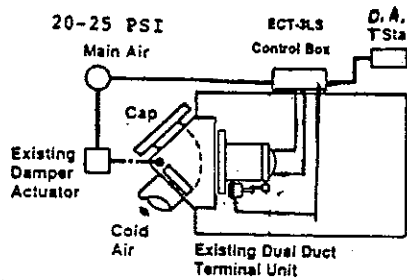 20-25 PSI
Main Air
ECT-3LS
Control Box
D.A.
T'Sta
Cap
Existing
Damper
Actuator
Cold
Air
Existing Dual Duct
Terminal Unit